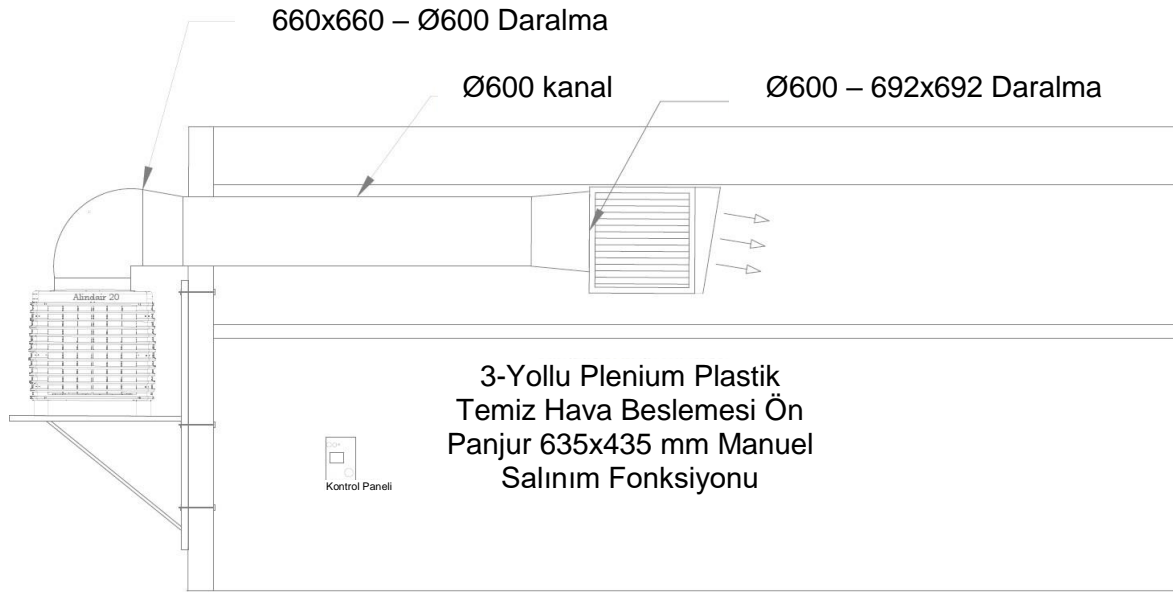 660x660 – Ø600 Daralma
Ø600 kanal
Ø600 – 692x692 Daralma
Alindair 20
3-Yollu Plenium Plastik
Temiz Hava Beslemesi Ön
Panjur 635x435 mm Manuel
Salınım Fonksiyonu
Kontrol Paneli